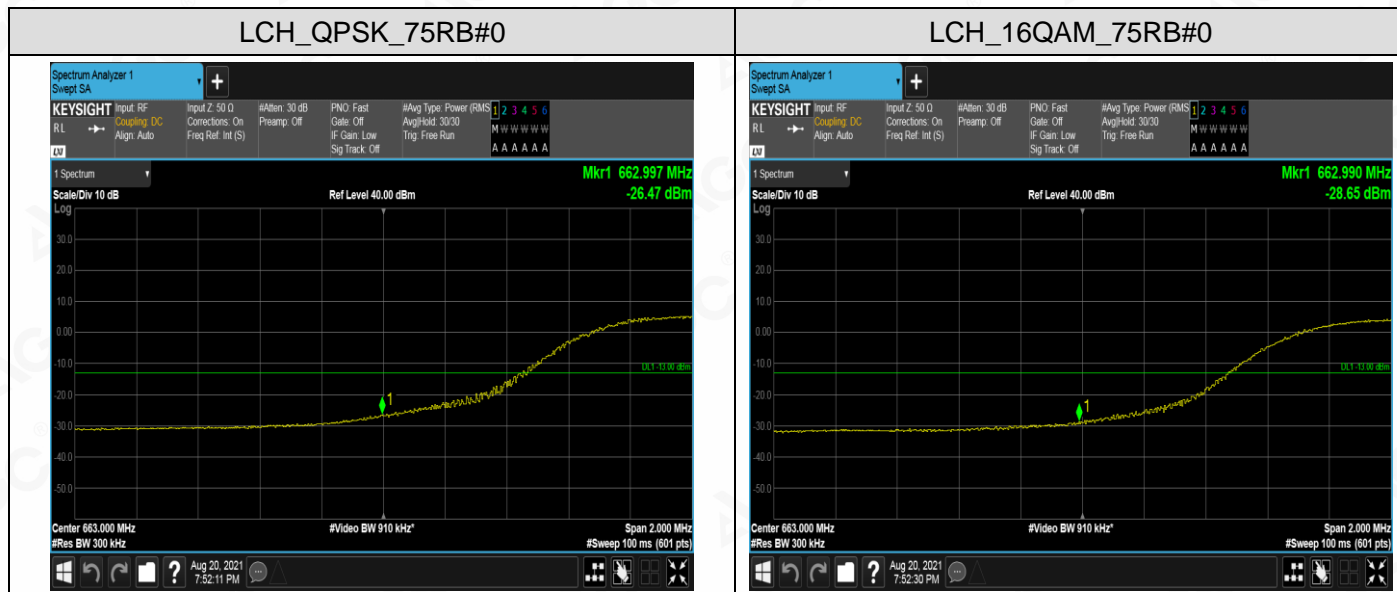 LCH_QPSK_75RB#0
Spectrum Analyzer 1
Swept SA
+
KEYSIGHT
RL
LXI
Input: RF
Coupling: DC
Align: Auto
Input Z: 50 Ω
Corrections: On
Freq Ref: Int (S)
#Atten: 30 dB
Preamp: Off
PNO: Fast
Gate: Off
IF Gain: Low
Sig Track: Off
#Avg Type: Power (RMS
Avg|Hold: 30/30
Trig: Free Run
1 2 3 4 5 6
M W W W W W
A A A A A A
1 Spectrum
Mkr1 662.997 MHz
Scale/Div 10 dB
Ref Level 40.00 dBm
-26.47 dBm
Log
30.0
20.0
10.0
0.00
-10.0
DL1 -13.00 dBm
-20.0
1
-30.0
-40.0
-50.0
Center 663.000 MHz
#Video BW 910 kHz*
Span 2.000 MHz
#Res BW 300 kHz
#Sweep 100 ms (601 pts)
?
Aug 20, 2021
7:52:11 PM
LCH_16QAM_75RB#0
Spectrum Analyzer 1
Swept SA
+
KEYSIGHT
RL
LXI
Input: RF
Coupling: DC
Align: Auto
Input Z: 50 Ω
Corrections: On
Freq Ref: Int (S)
#Atten: 30 dB
Preamp: Off
PNO: Fast
Gate: Off
IF Gain: Low
Sig Track: Off
#Avg Type: Power (RMS
Avg|Hold: 30/30
Trig: Free Run
1 2 3 4 5 6
M W W W W W
A A A A A A
1 Spectrum
Mkr1 662.990 MHz
Scale/Div 10 dB
Ref Level 40.00 dBm
-28.65 dBm
Log
30.0
20.0
10.0
0.00
-10.0
DL1 -13.00 dBm
-20.0
1
-30.0
-40.0
-50.0
Center 663.000 MHz
#Video BW 910 kHz*
Span 2.000 MHz
#Res BW 300 kHz
#Sweep 100 ms (601 pts)
?
Aug 20, 2021
7:52:30 PM